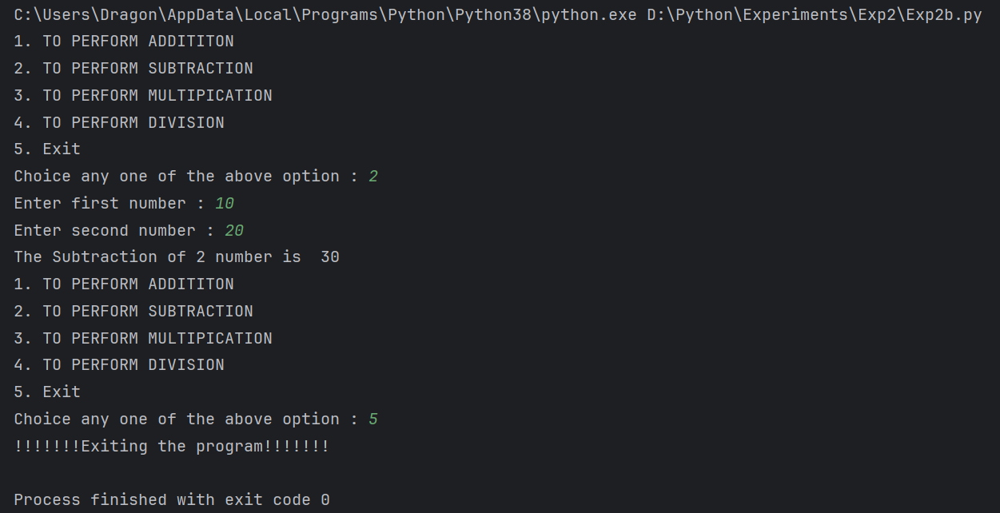 C:\Users\Dragon\AppData\Local\Programs\Python\Python38\python.exe D:\Python\Experiments\Exp2\Exp2b.py
1. TO PERFORM ADDITITON
2. TO PERFORM SUBTRACTION
3. TO PERFORM MULTIPICATION
4. TO PERFORM DIVISION
5. Exit
Choice any one of the above option : 2
Enter first number : 10
Enter second number : 20
The Subtraction of 2 number is  30
1. TO PERFORM ADDITITON
2. TO PERFORM SUBTRACTION
3. TO PERFORM MULTIPICATION
4. TO PERFORM DIVISION
5. Exit
Choice any one of the above option : 5
!!!!!!!Exiting the program!!!!!!!
Process finished with exit code 0